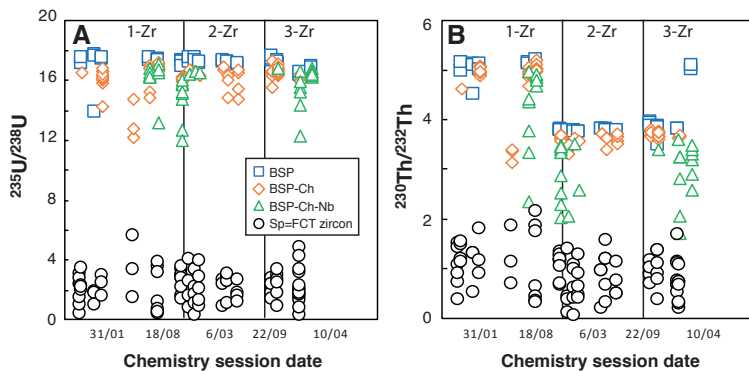 A
1-Zr 2-Zr 3-Zr
20
16
12
8
4
0
235U/238U
BSP
BSP-Ch
BSP-Ch-Nb
Sp=FCT zircon
31/01 18/08 6/03 22/09 10/04
Chemistry session date
B
1-Zr 2-Zr 3-Zr
6
4
2
0
230Th/232Th
31/01 18/08 6/03 22/09 10/04
Chemistry session date